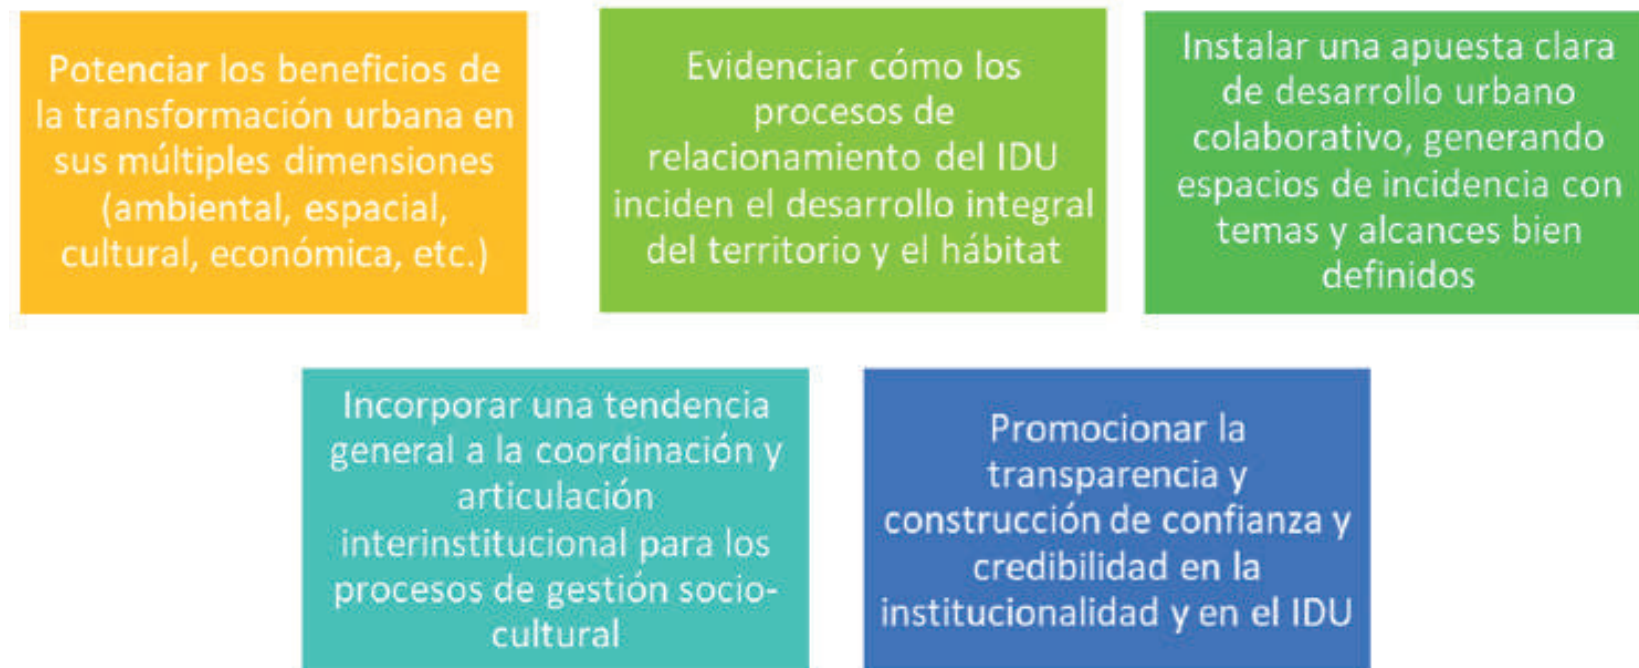 Potenciar los beneficios de
la transformación urbana en
sus múltiples dimensiones
(ambiental, espacial,
cultural, económica, etc.)
Evidenciar cómo los
procesos de
relacionamiento del IDU
inciden el desarrollo integral
del territorio y el hábitat
Instalar una apuesta clara
de desarrollo urbano
colaborativo, generando
espacios de incidencia con
temas y alcances bien
definidos
Incorporar una tendencia
general a la coordinación y
articulación
interinstitucional para los
procesos de gestión socio-
cultural
Promocionar la
transparencia y
construcción de confianza y
credibilidad en la
institucionalidad y en el IDU